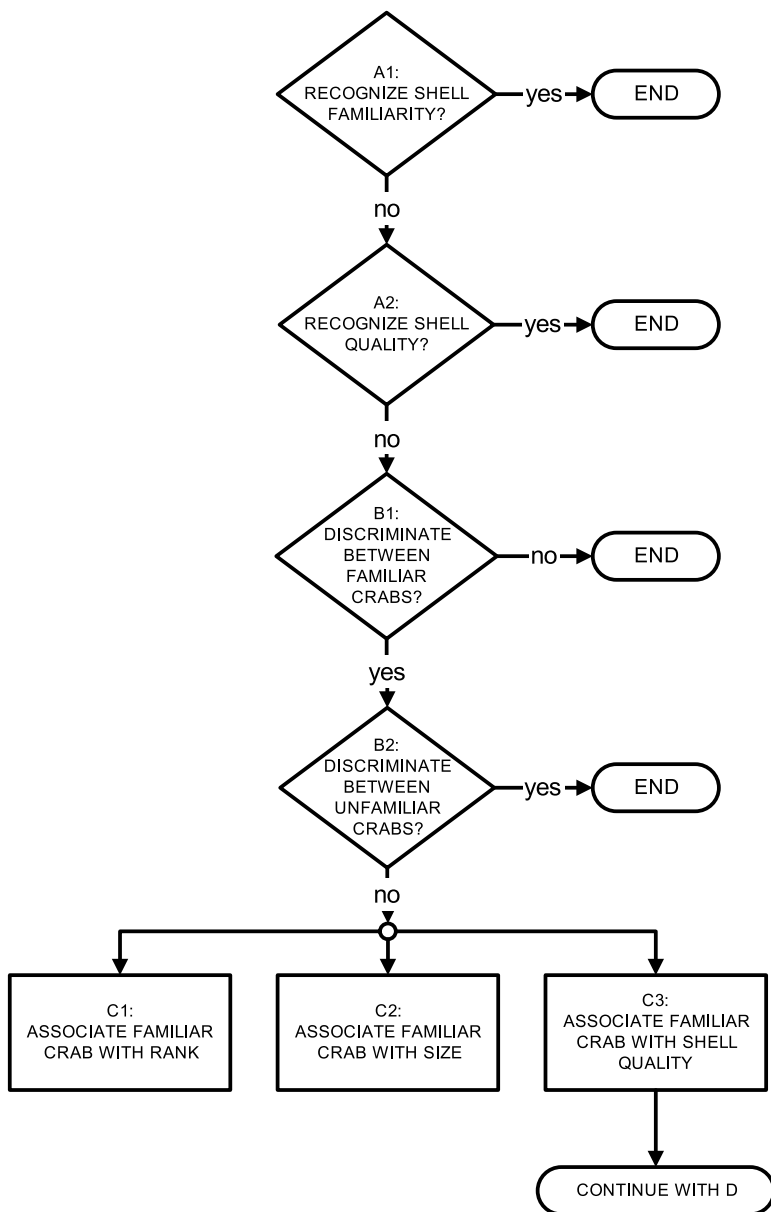 A1:
RECOGNIZE SHELL
FAMILIARITY?
yes
END
no
A2:
RECOGNIZE SHELL
QUALITY?
yes
END
no
B1:
DISCRIMINATE
BETWEEN
FAMILIAR
CRABS?
no
END
yes
B2:
DISCRIMINATE
BETWEEN
UNFAMILIAR
CRABS?
yes
END
no
C1:
ASSOCIATE FAMILIAR
CRAB WITH RANK
C2:
ASSOCIATE FAMILIAR
CRAB WITH SIZE
C3:
ASSOCIATE FAMILIAR
CRAB WITH SHELL
QUALITY
CONTINUE WITH D